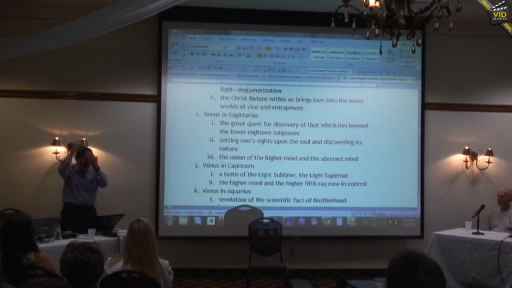 light—deglamorization
ii. the Christ Nature within us brings love into the lower
worlds of vice and entrapment
i. Venus in Sagittarius
i. the great quest for discovery of that which lies beyond
the lower eighteen subplanes
ii. setting one's sights upon the soul and discovering its
nature
iii. the union of the higher mind and the abstract mind
j. Venus in Capricorn
i. a taste of the Light Sublime, the Light Supernal
ii. the higher mind and the higher fifth ray now in control
k. Venus in Aquarius
i. revelation of the scientific fact of Brotherhood
VID